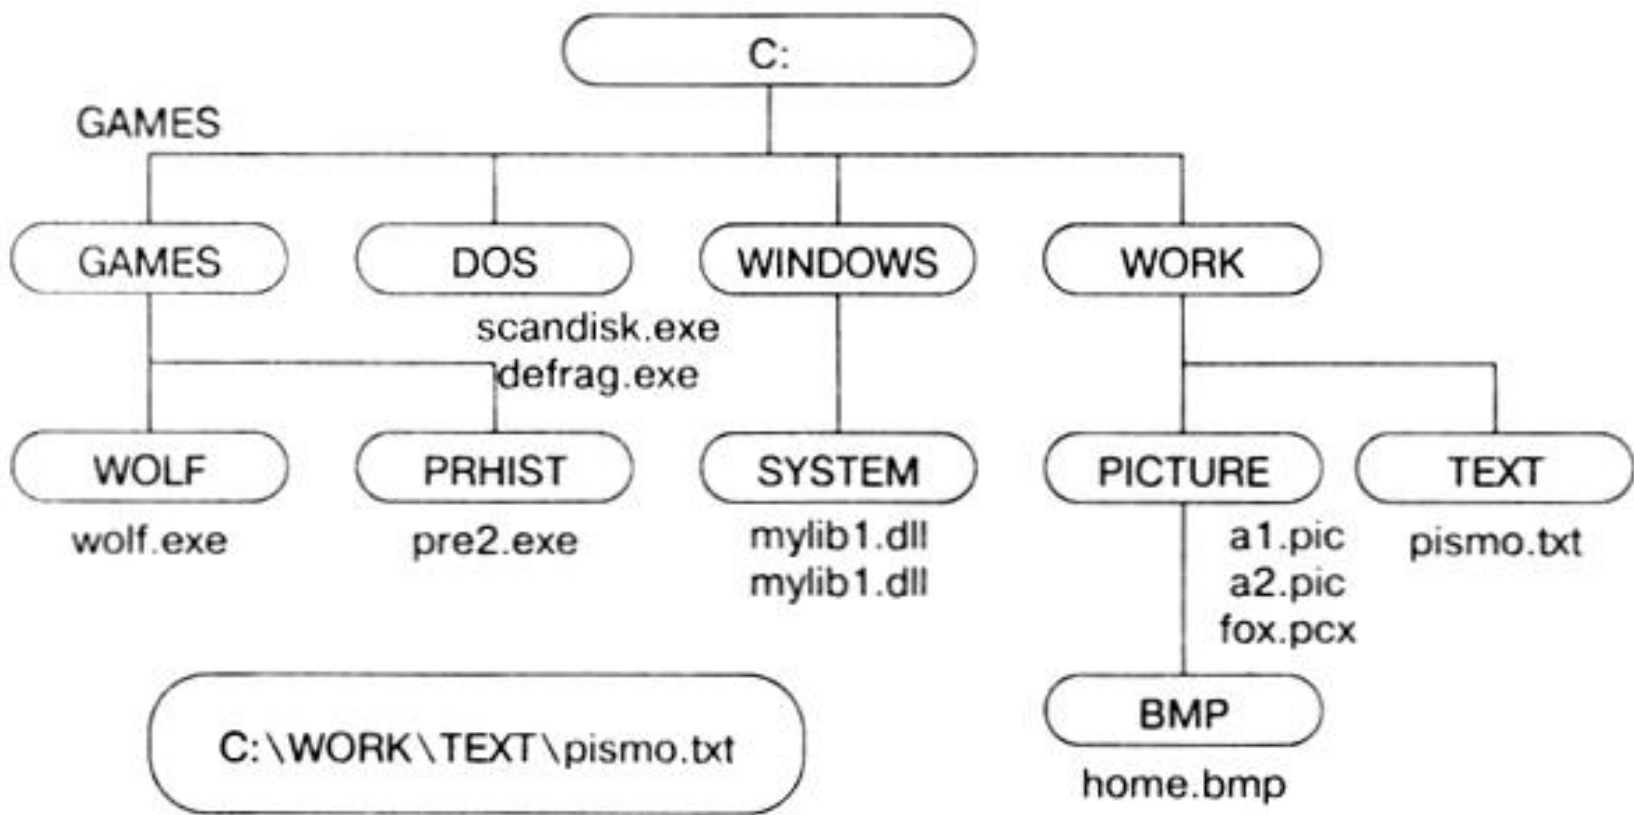 C:
GAMES
GAMES
DOS
WINDOWS
WORK
scandisk.exe
defrag.exe
WOLF
PRHIST
SYSTEM
PICTURE
TEXT
wolf.exe
pre2.exe
mylib1.dll
mylib1.dll
a1.pic
a2.pic
fox.pcx
pismo.txt
C:\WORK\TEXT\pismo.txt
BMP
home.bmp